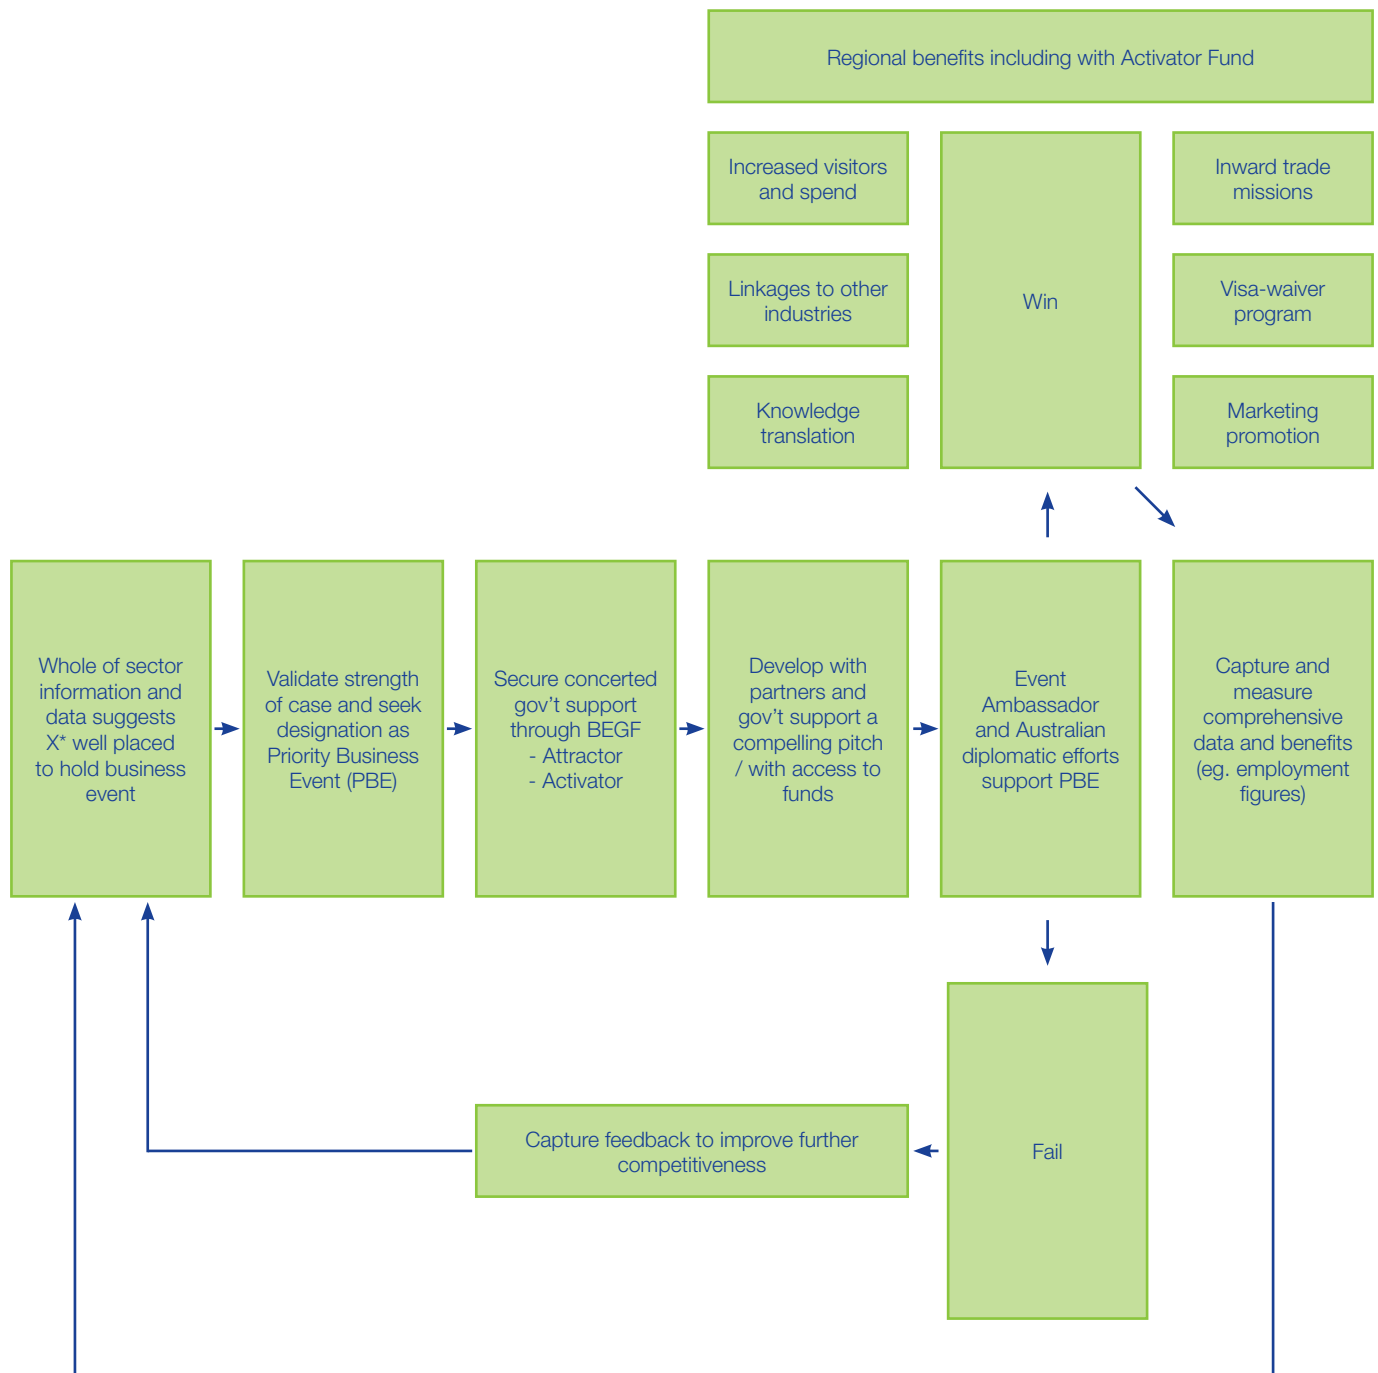 Regional benefits including with Activator Fund
Increased visitors
and spend
Win
Inward trade
missions
Linkages to other
industries
Visa-waiver
program
Knowledge
translation
Marketing
promotion
Whole of sector
information and
data suggests
X* well placed
to hold business
event
Validate strength
of case and seek
designation as
Priority Business
Event (PBE)
Secure concerted
gov’t support
through BEGF
- Attractor
- Activator
Develop with
partners and
gov’t support a
compelling pitch
/ with access to
funds
Event
Ambassador
and Australian
diplomatic efforts
support PBE
Capture and
measure
comprehensive
data and benefits
(eg. employment
figures)
Capture feedback to improve further
competitiveness
Fail